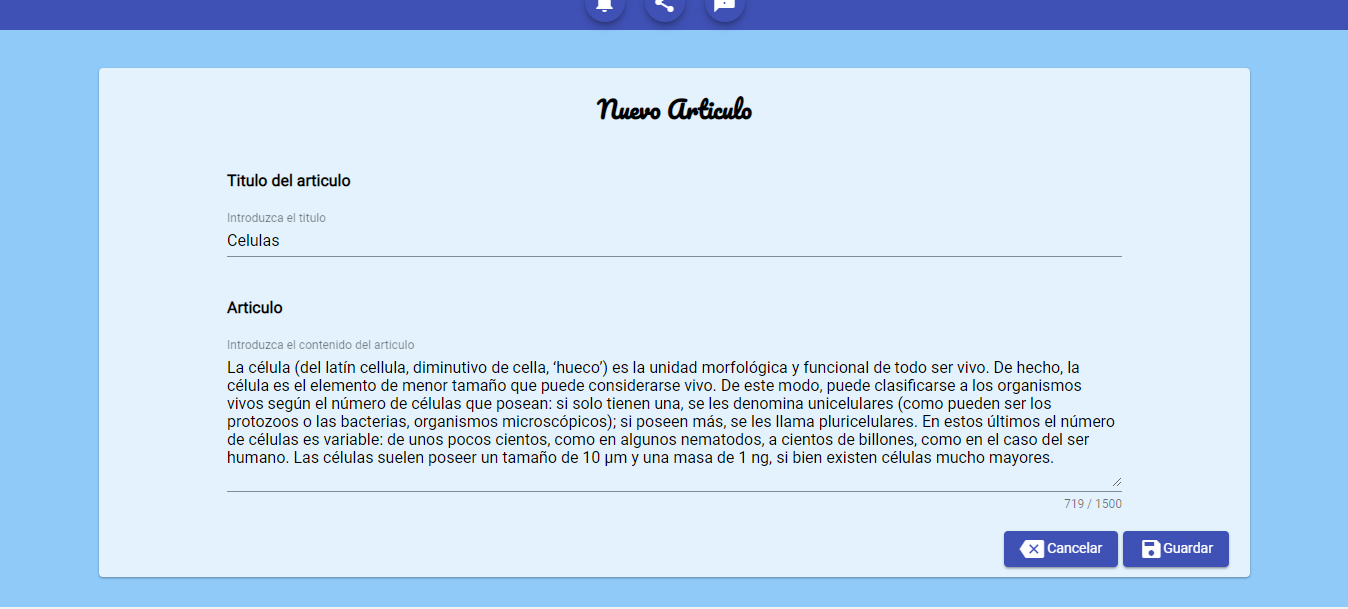 Nuevo Articulo
Titulo del articulo
Introduzca el titulo
Celulas
Articulo
Introduzca el contenido del articulo
La célula (del latín cellula, diminutivo de cella, ‘hueco’) es la unidad morfológica y funcional de todo ser vivo. De hecho, la
célula es el elemento de menor tamaño que puede considerarse vivo. De este modo, puede clasificarse a los organismos
vivos según el número de células que posean: si solo tienen una, se les denomina unicelulares (como pueden ser los
protozoos o las bacterias, organismos microscópicos); si poseen más, se les llama pluricelulares. En estos últimos el número
de células es variable: de unos pocos cientos, como en algunos nematodos, a cientos de billones, como en el caso del ser
humano. Las células suelen poseer un tamaño de 10 µm y una masa de 1 ng, si bien existen células mucho mayores.
719 / 1500
Cancelar Guardar